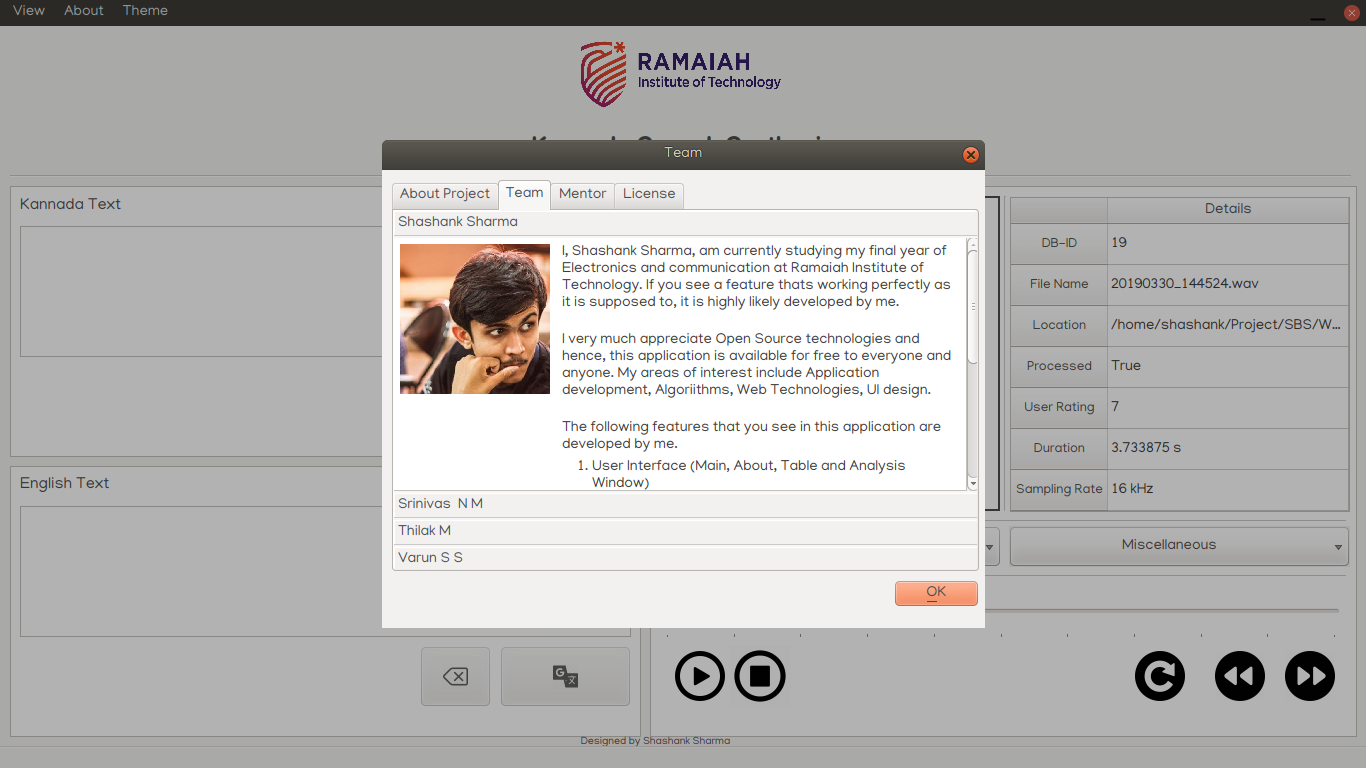 View About Theme
RAMAIAH
Institute of Technology
Team
About Project Team Mentor License
Kannada Text
Shashank Sharma
I, Shashank Sharma, am currently studying my final year of
Electronics and communication at Ramaiah Institute of
Technology. If you see a feature thats working perfectly as
it is supposed to, it is highly likely developed by me.
I very much appreciate Open Source technologies and
hence, this application is available for free to everyone and
anyone. My areas of interest include Application
development, Algoriithms, Web Technologies, UI design.
The following features that you see in this application are
developed by me.
1. User Interface (Main, About, Table and Analysis
Window)
Srinivas N M
Thilak M
Varun S S
OK
English Text
Details
DB-ID 19
File Name 20190330_144524.wav
Location /home/shashank/Project/SBS/W...
Processed True
User Rating 7
Duration 3.733875 s
Sampling Rate 16 kHz
Miscellaneous
Designed by Shashank Sharma